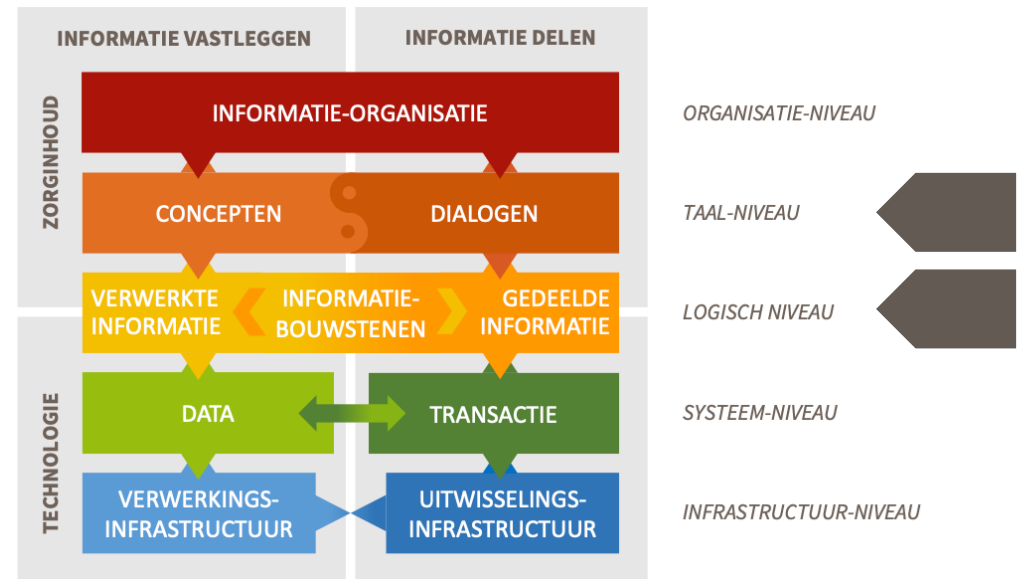 INFORMATIE VASTLEGGEN
INFORMATIE DELEN
ZORGINHOUD
INFORMATIE-ORGANISATIE
ORGANISATIE-NIVEAU
CONCEPTEN
DIALOGEN
TAAL-NIVEAU
VERWERKTE
INFORMATIE
INFORMATIE-
BOUWSTENEN
GEDEELDE
INFORMATIE
LOGISCH NIVEAU
TECHNOLOGIE
DATA
TRANSACTIE
SYSTEEM-NIVEAU
VERWERKINGS-
INFRASTRUCTUUR
UITWISSELINGS-
INFRASTRUCTUUR
INFRASTRUCTUUR-NIVEAU